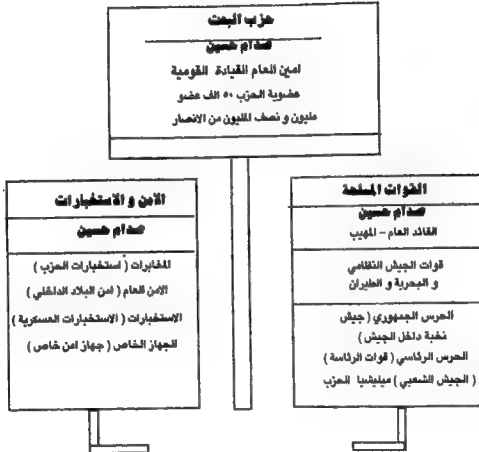 حزب البعث
صدام حسين
امين العام القيادة القومية
عضوية الحزب ٥٠ الف عضو
مليون و نصف المليون من الانصار
الامن و الاستخبارات
صدام حسين
المخابرات ( استخبارات الحزب )
الامن العام ( امن البلاد الداخلي )
الاستخبارات ( الاستخبارات العسكرية )
الجهاز الخاص ( جهاز امن خاص )
القوات المسلحة
صدام حسين
القائد العام – المهيب
قوات الجيش النظامي
و البحرية و الطيران
الحرس الجمهوري ( جيش
نخبة داخل الجيش )
الحرس الرئاسي ( قوات الرئاسة )
( الجيش الشعبي ) ميليشيا الحزب